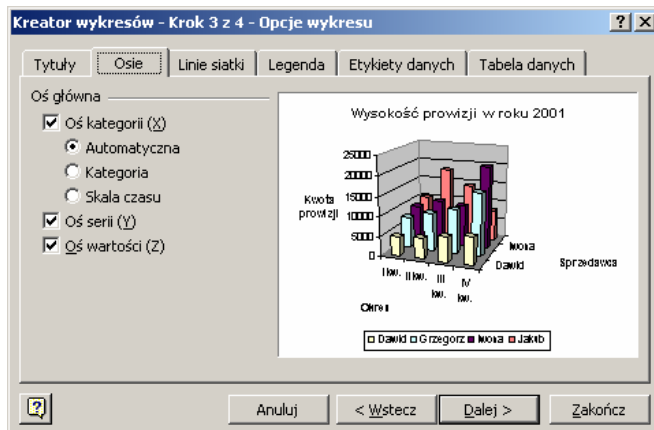 Kreator wykresów - Krok 3 z 4 - Opcje wykresu
Tytuły Osie Linie siatki Legenda Etykiety danych Tabela danych
Oś główna
Oś kategorii (X)
Automatyczna
Kategoria
Skala czasu
Oś serii (Y)
Oś wartości (Z)
Wysokość prowizji w roku 2001
Kwota
prowizji
25000
20000
15000
10000
5000
0
I kw. II kw. III
kw.
IV
kw.
Iwona
Dawid
Sprzedawca
Okres
Dawid Grzegorz Iwona Jakub
Anuluj < Wstecz Dalej > Zakończ